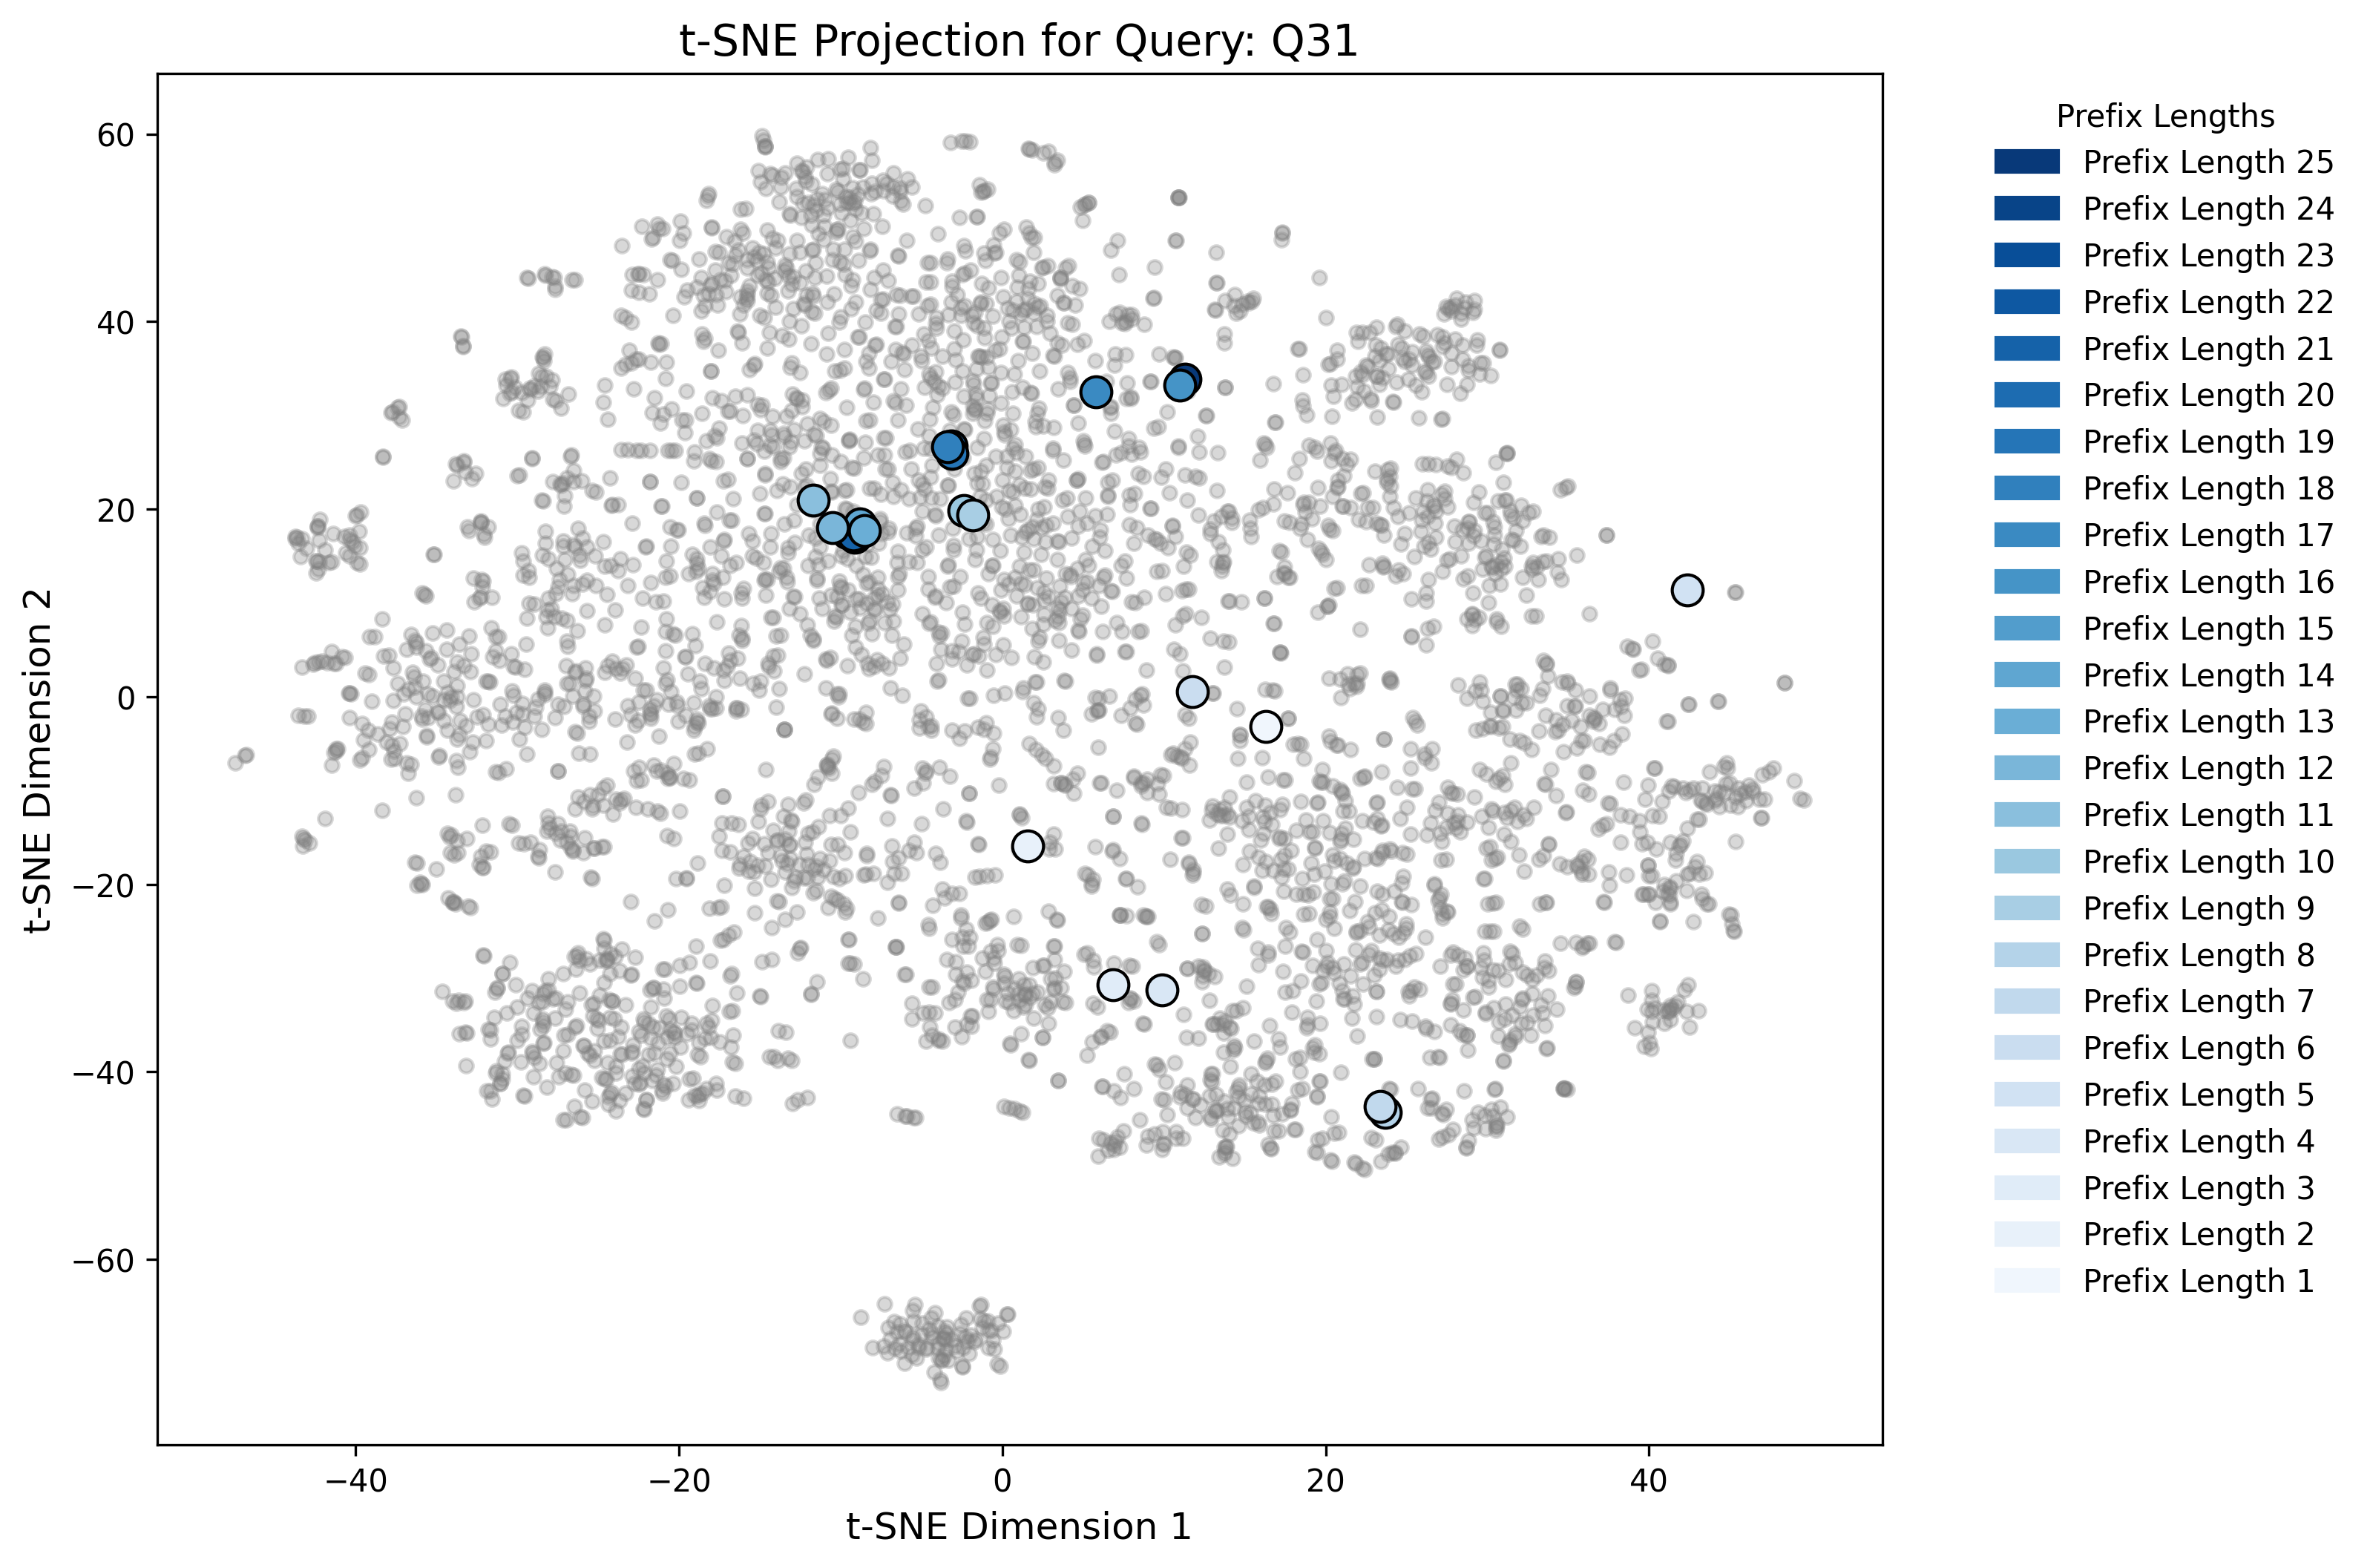 t-SNE Projection for Query: Q31
60
40
20
0
−20
−40
−60
t-SNE Dimension 2
−40
−20
0
20
40
t-SNE Dimension 1
Prefix Lengths
Prefix Length 25
Prefix Length 24
Prefix Length 23
Prefix Length 22
Prefix Length 21
Prefix Length 20
Prefix Length 19
Prefix Length 18
Prefix Length 17
Prefix Length 16
Prefix Length 15
Prefix Length 14
Prefix Length 13
Prefix Length 12
Prefix Length 11
Prefix Length 10
Prefix Length 9
Prefix Length 8
Prefix Length 7
Prefix Length 6
Prefix Length 5
Prefix Length 4
Prefix Length 3
Prefix Length 2
Prefix Length 1